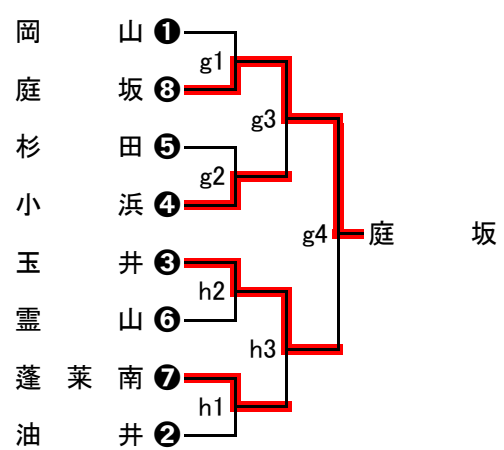 岡山❶
g1
庭坂❽
g3
杉田❺
g2
小浜❹
g4 庭坂
玉井❸
h2
霊山❻
h3
蓬莱南❼
h1
油井❷